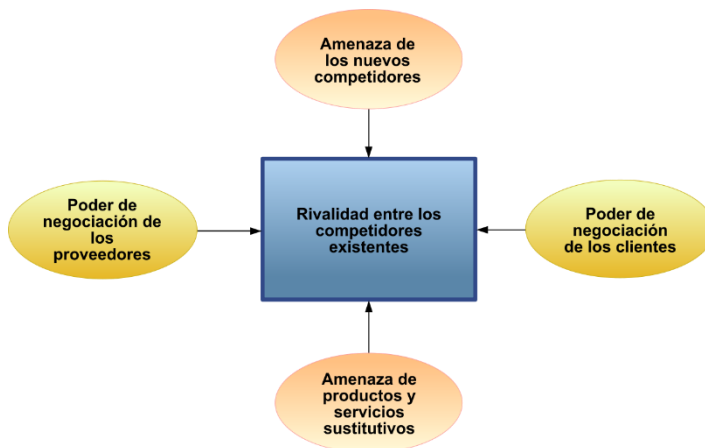 Amenaza de
los nuevos
competidores
Poder de
negociación de
los
proveedores
Rivalidad entre los
competidores
existentes
Poder de
negociación
de los clientes
Amenaza de
productos y
servicios
sustitutivos